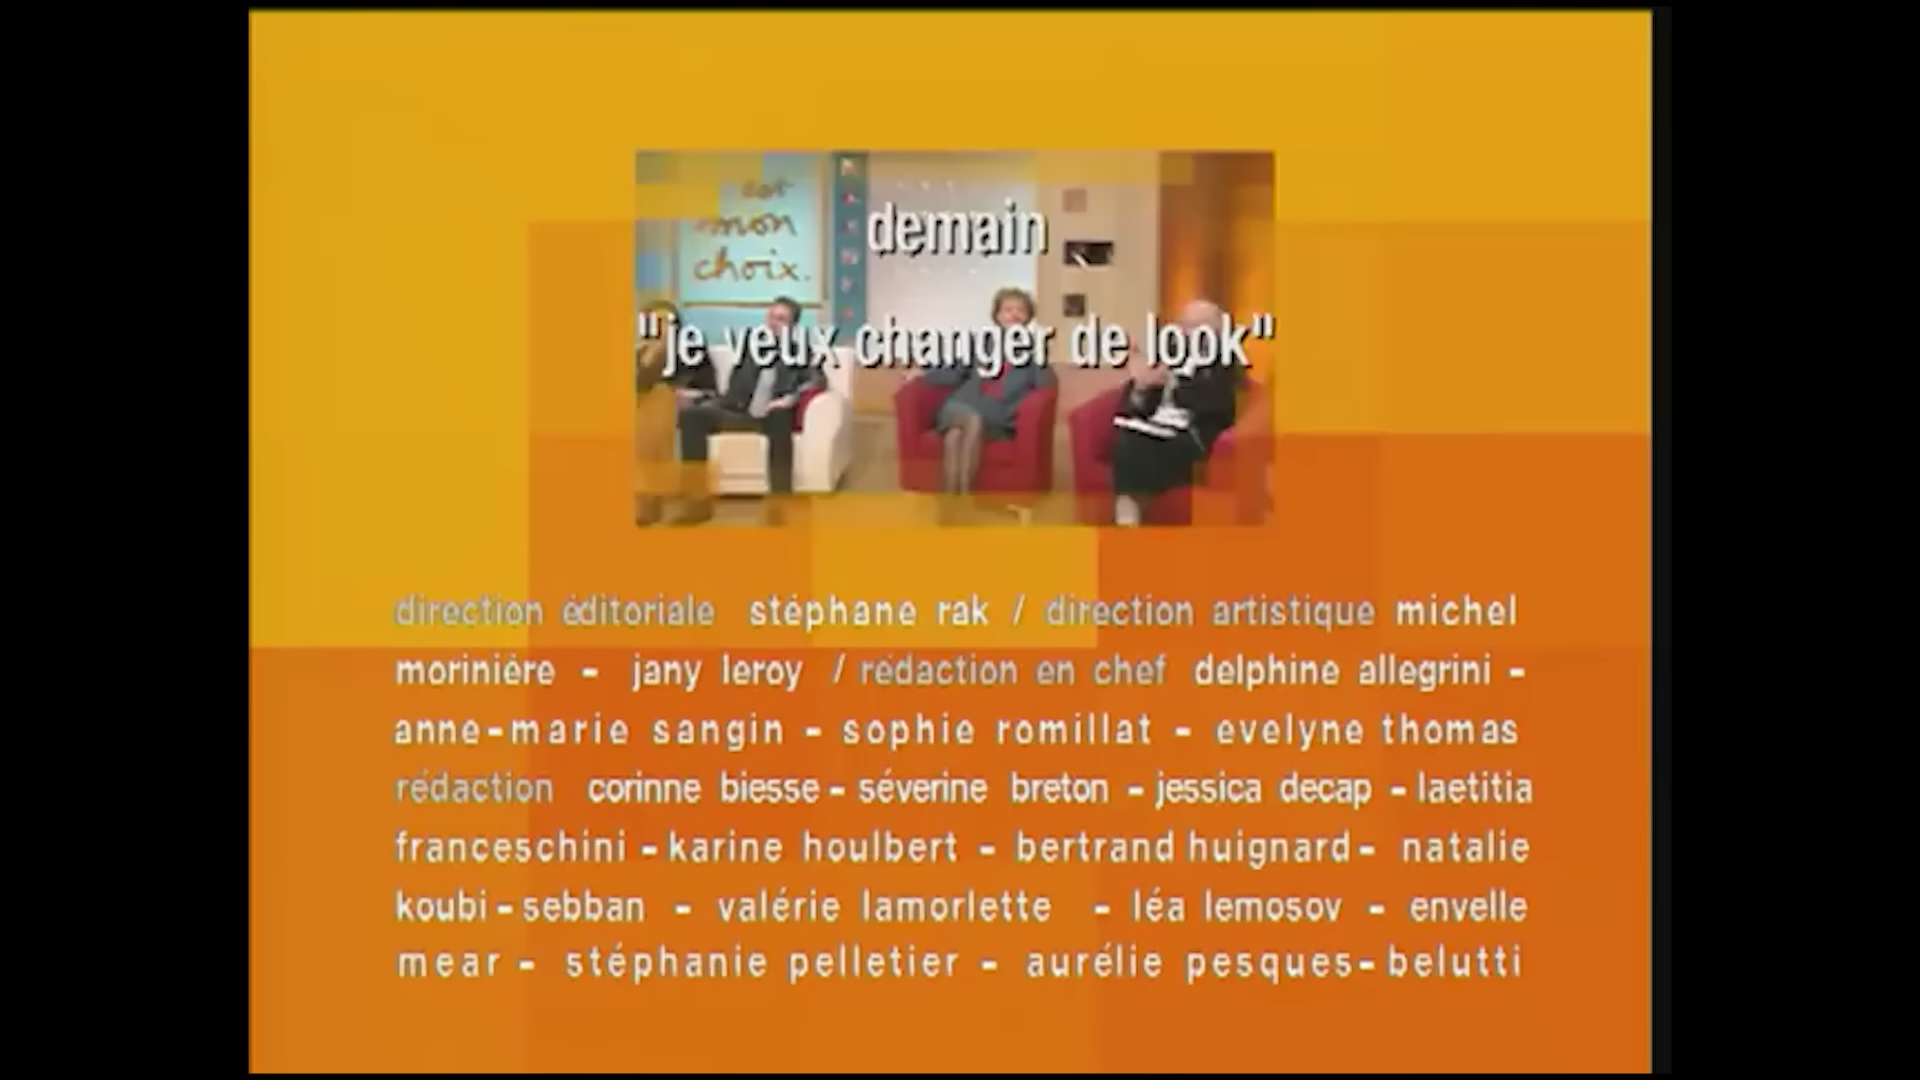 mon
choix.
demain
"je veux changer de look"
direction éditoriale stéphane rak / direction artistique michel
morinière - jany leroy / rédaction en chef delphine allegrini -
anne-marie sangin - sophie romillat - evelyne thomas
rédaction corinne biesse - séverine breton - jessica decap - laetitia
franceschini - karine houlbert - bertrand huignard - natalie
koubi-sebban - valérie lamorlette - léa lemosov - envelle
mear - stéphanie pelletier - aurélie pesques-belutti